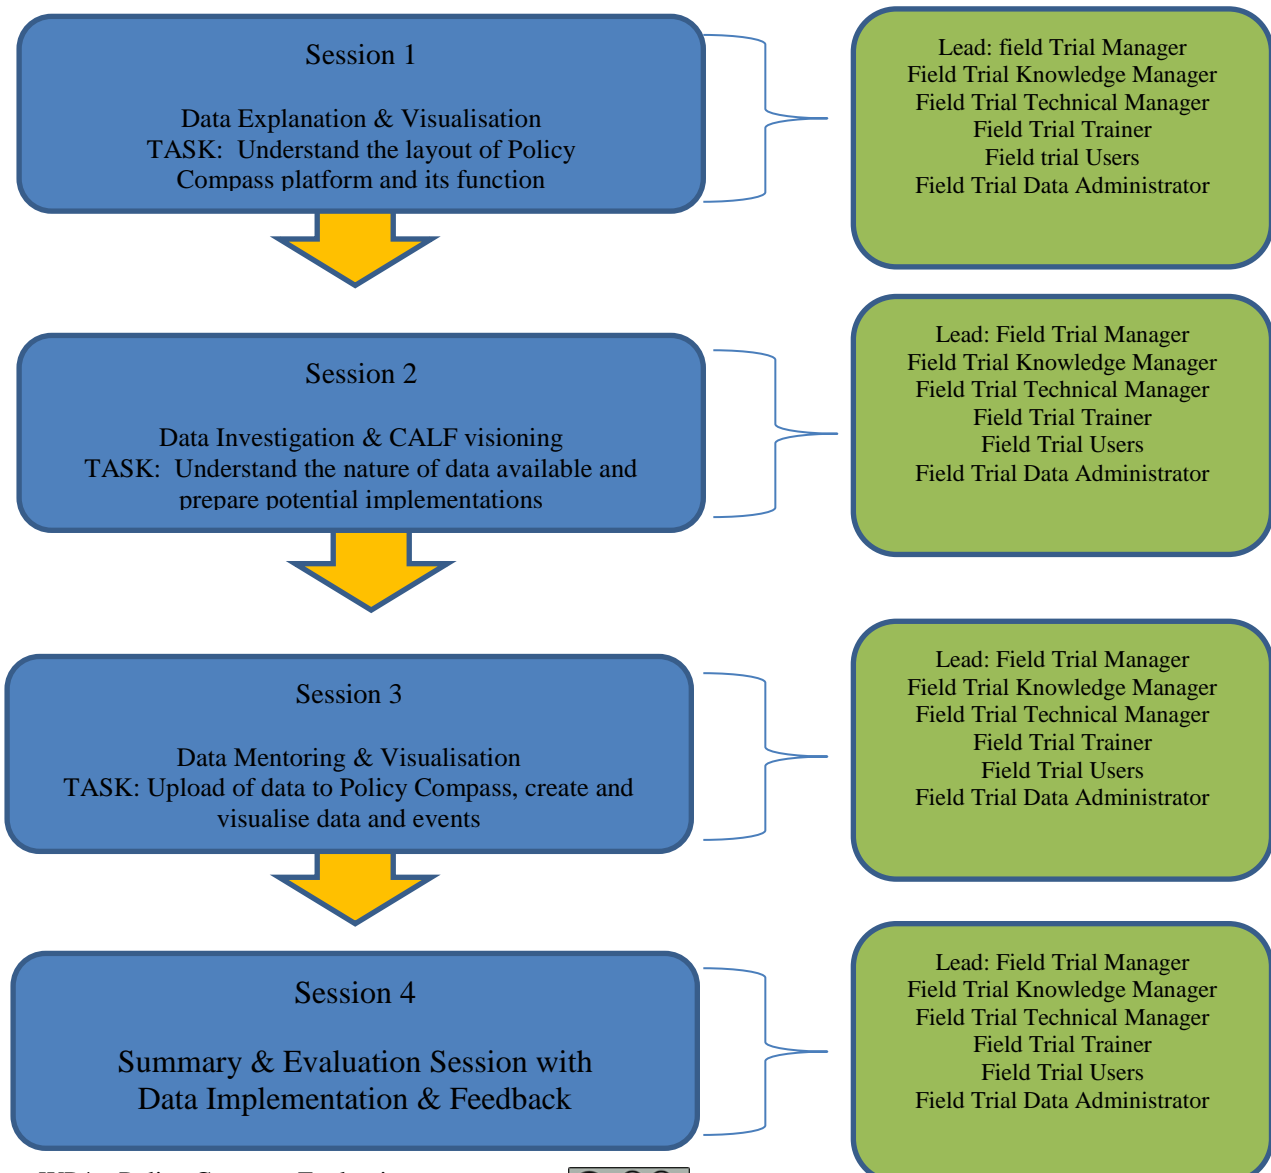 Session 1
Data Explanation & Visualisation
TASK:  Understand the layout of Policy
Compass platform and its function
Lead: field Trial Manager
Field Trial Knowledge Manager
Field Trial Technical Manager
Field Trial Trainer
Field trial Users
Field Trial Data Administrator
Session 2
Data Investigation & CALF visioning
TASK:  Understand the nature of data available and
prepare potential implementations
Lead: Field Trial Manager
Field Trial Knowledge Manager
Field Trial Technical Manager
Field Trial Trainer
Field Trial Users
Field Trial Data Administrator
Session 3
Data Mentoring & Visualisation
TASK: Upload of data to Policy Compass, create and
visualise data and events
Lead: Field Trial Manager
Field Trial Knowledge Manager
Field Trial Technical Manager
Field Trial Trainer
Field Trial Users
Field Trial Data Administrator
Session 4
Summary & Evaluation Session with
Data Implementation & Feedback
Lead: Field Trial Manager
Field Trial Knowledge Manager
Field Trial Technical Manager
Field Trial Trainer
Field Trial Users
Field Trial Data Administrator